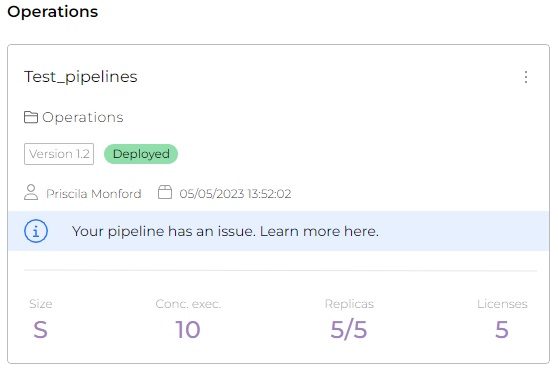 Operations
Test_pipelines
Operations
Version 1.2 Deployed
Priscila Monford 05/05/2023 13:52:02
Your pipeline has an issue. Learn more here.
Size Conc. exec. Replicas Licenses
S 10 5/5 5